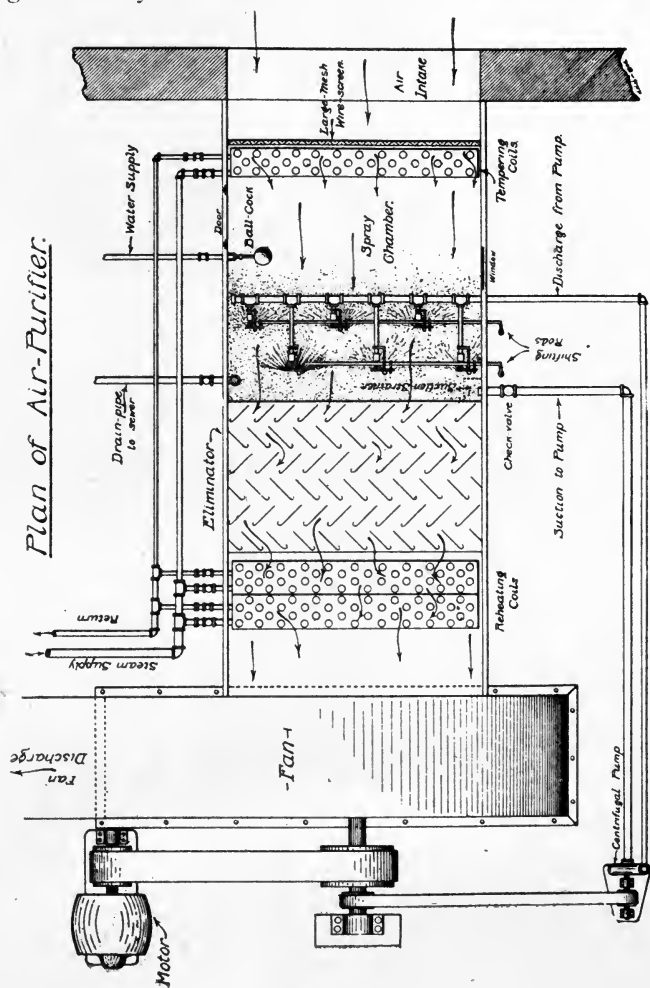 Plan of Air-Purifier.
Air
Intake
Large-mesh
Wire-screen.
Water Supply
Door
Ball-Cock
Tempering
Coils.
Spray
Chamber.
Window
Discharge from Pump.
Drain-pipe
to sewer
Shifting
Rods
Suction-Strainer
Check valve
Suction to Pump
Eliminator
Return
Steam Supply
Reheating
Coils
Fan
Discharge
-Fan-
Centrifugal Pump
Motor